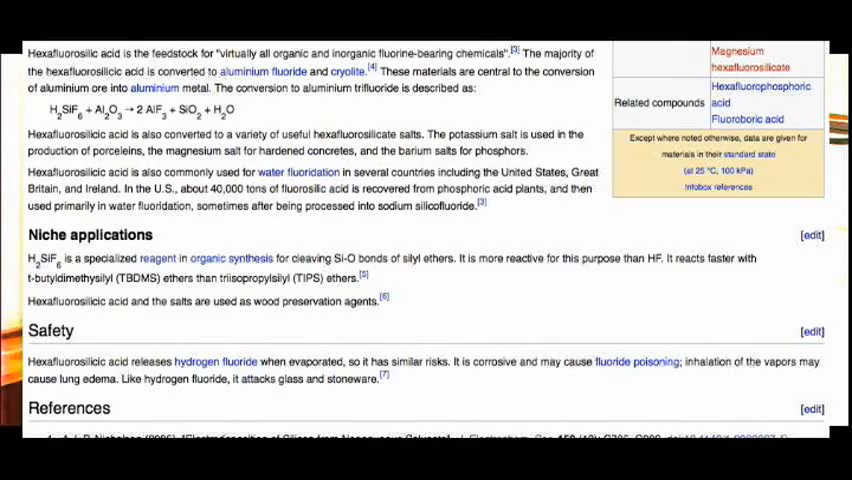 Hexafluorosilic acid is the feedstock for "virtually all organic and inorganic fluorine-bearing chemicals".[3] The majority of
the hexafluorosilicic acid is converted to aluminium fluoride and cryolite.[4] These materials are central to the conversion
of aluminium ore into aluminium metal. The conversion to aluminium trifluoride is described as:
H2SiF6 + Al2O3 → 2 AlF3 + SiO2 + H2O
Hexafluorosilicic acid is also converted to a variety of useful hexafluorosilicate salts. The potassium salt is used in the
production of porceleins, the magnesium salt for hardened concretes, and the barium salts for phosphors.
Hexafluorosilicic acid is also commonly used for water fluoridation in several countries including the United States, Great
Britain, and Ireland. In the U.S., about 40,000 tons of fluorosilic acid is recovered from phosphoric acid plants, and then
used primarily in water fluoridation, sometimes after being processed into sodium silicofluoride.[3]
Magnesium
hexafluorosilicate
Related compounds
Hexafluorophosphoric
acid
Fluoroboric acid
Except where noted otherwise, data are given for
materials in their standard state
(at 25 °C, 100 kPa)
Infobox references
Niche applications [edit]
H2SiF6 is a specialized reagent in organic synthesis for cleaving Si-O bonds of silyl ethers. It is more reactive for this purpose than HF. It reacts faster with
t-butyldimethysilyl (TBDMS) ethers than triisopropylsilyl (TIPS) ethers.[5]
Hexafluorosilicic acid and the salts are used as wood preservation agents.[6]
Safety [edit]
Hexafluorosilicic acid releases hydrogen fluoride when evaporated, so it has similar risks. It is corrosive and may cause fluoride poisoning; inhalation of the vapors may
cause lung edema. Like hydrogen fluoride, it attacks glass and stoneware.[7]
References [edit]